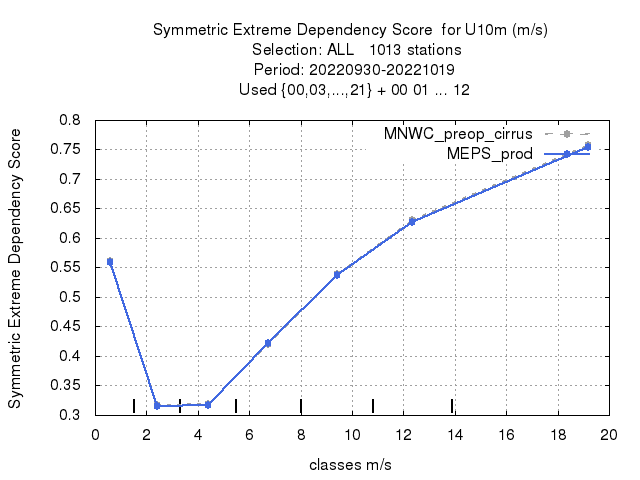 Symmetric Extreme Dependency Score  for U10m (m/s)
Selection: ALL   1013 stations
Period: 20220930-20221019
Used {00,03,...,21} + 00 01 ... 12
Symmetric Extreme Dependency Score
0.8
0.75
0.7
0.65
0.6
0.55
0.5
0.45
0.4
0.35
0.3
MNWC_preop_cirrus
MEPS_prod
0 2 4 6 8 10 12 14 16 18 20
classes m/s